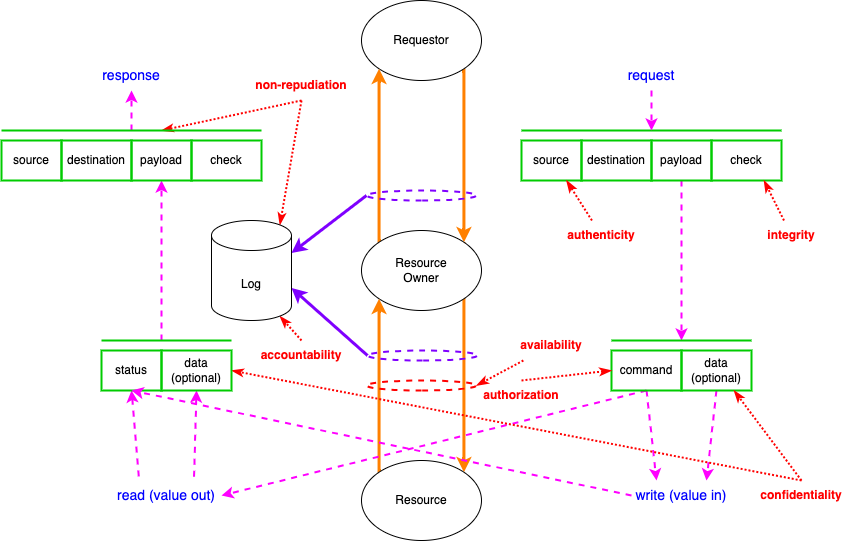 Requestor
response
request
non-repudiation
source
destination
payload
check
source
destination
payload
check
authenticity
integrity
Resource
Owner
Log
availability
accountability
status
data
(optional)
command
data
(optional)
authorization
read (value out)
Resource
write (value in)
confidentiality